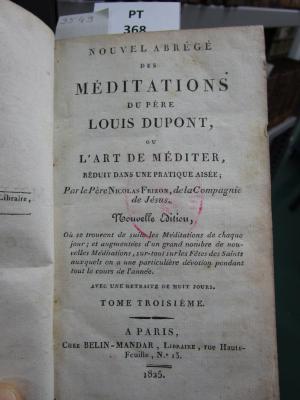 3543
PT
368
NOUVEL ABRÉGÉ
DES
MÉDITATIONS
DU PÈRE
LOUIS DUPONT,
OU
L'ART DE MÉDITER,
RÉDUIT DANS UNE PRATIQUE AISÉE;
Par le Père NICOLAS FRIZON, de la Compagnie
de Jésus.
Nouvelle Édition,
Où se trouvent de suite les Méditations de chaque
jour; et augmentées d'un grand nombre de nou-
velles Méditations, sur-tout sur les Fêtes des Saints
auxquels on a une particulière dévotion pendant
tout le cours de l'année.
AVEC UNE RETRAITE DE HUIT JOURS.
TOME TROISIÈME.
A PARIS,
CHEZ BELIN-MANDAR, LIBRAIRE, rue Haute-
Feuille, N.º 13.
1825.
Libraire,